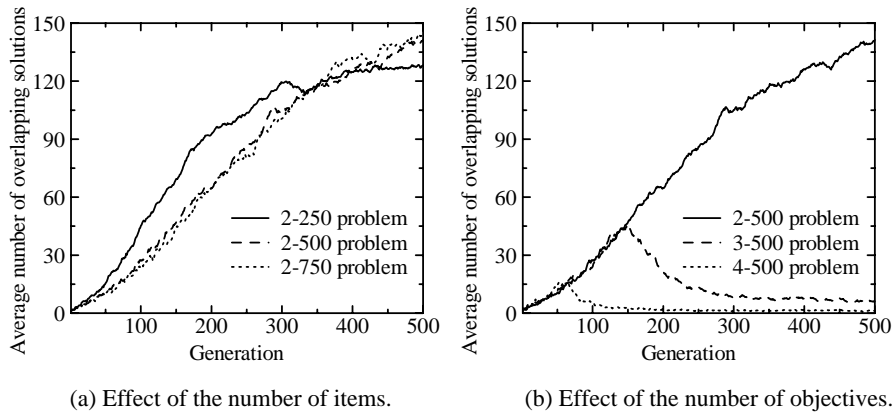 Average number of overlapping solutions
150
120
90
60
30
0
100 200 300 400 500
Generation
2-250 problem
2-500 problem
2-750 problem
(a) Effect of the number of items.
Average number of overlapping solutions
150
120
90
60
30
0
100 200 300 400 500
Generation
2-500 problem
3-500 problem
4-500 problem
(b) Effect of the number of objectives.